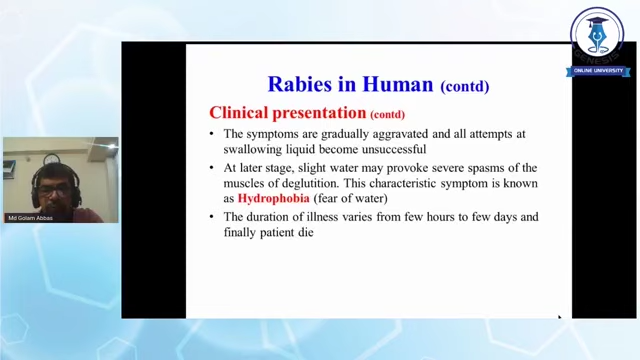 GENESIS
ONLINE UNIVERSITY
Rabies in Human (contd)
Clinical presentation (contd)
• The symptoms are gradually aggravated and all attempts at
swallowing liquid become unsuccessful
• At later stage, slight water may provoke severe spasms of the
muscles of deglutition. This characteristic symptom is known
as Hydrophobia (fear of water)
• The duration of illness varies from few hours to few days and
finally patient die
Md Golam Abbas